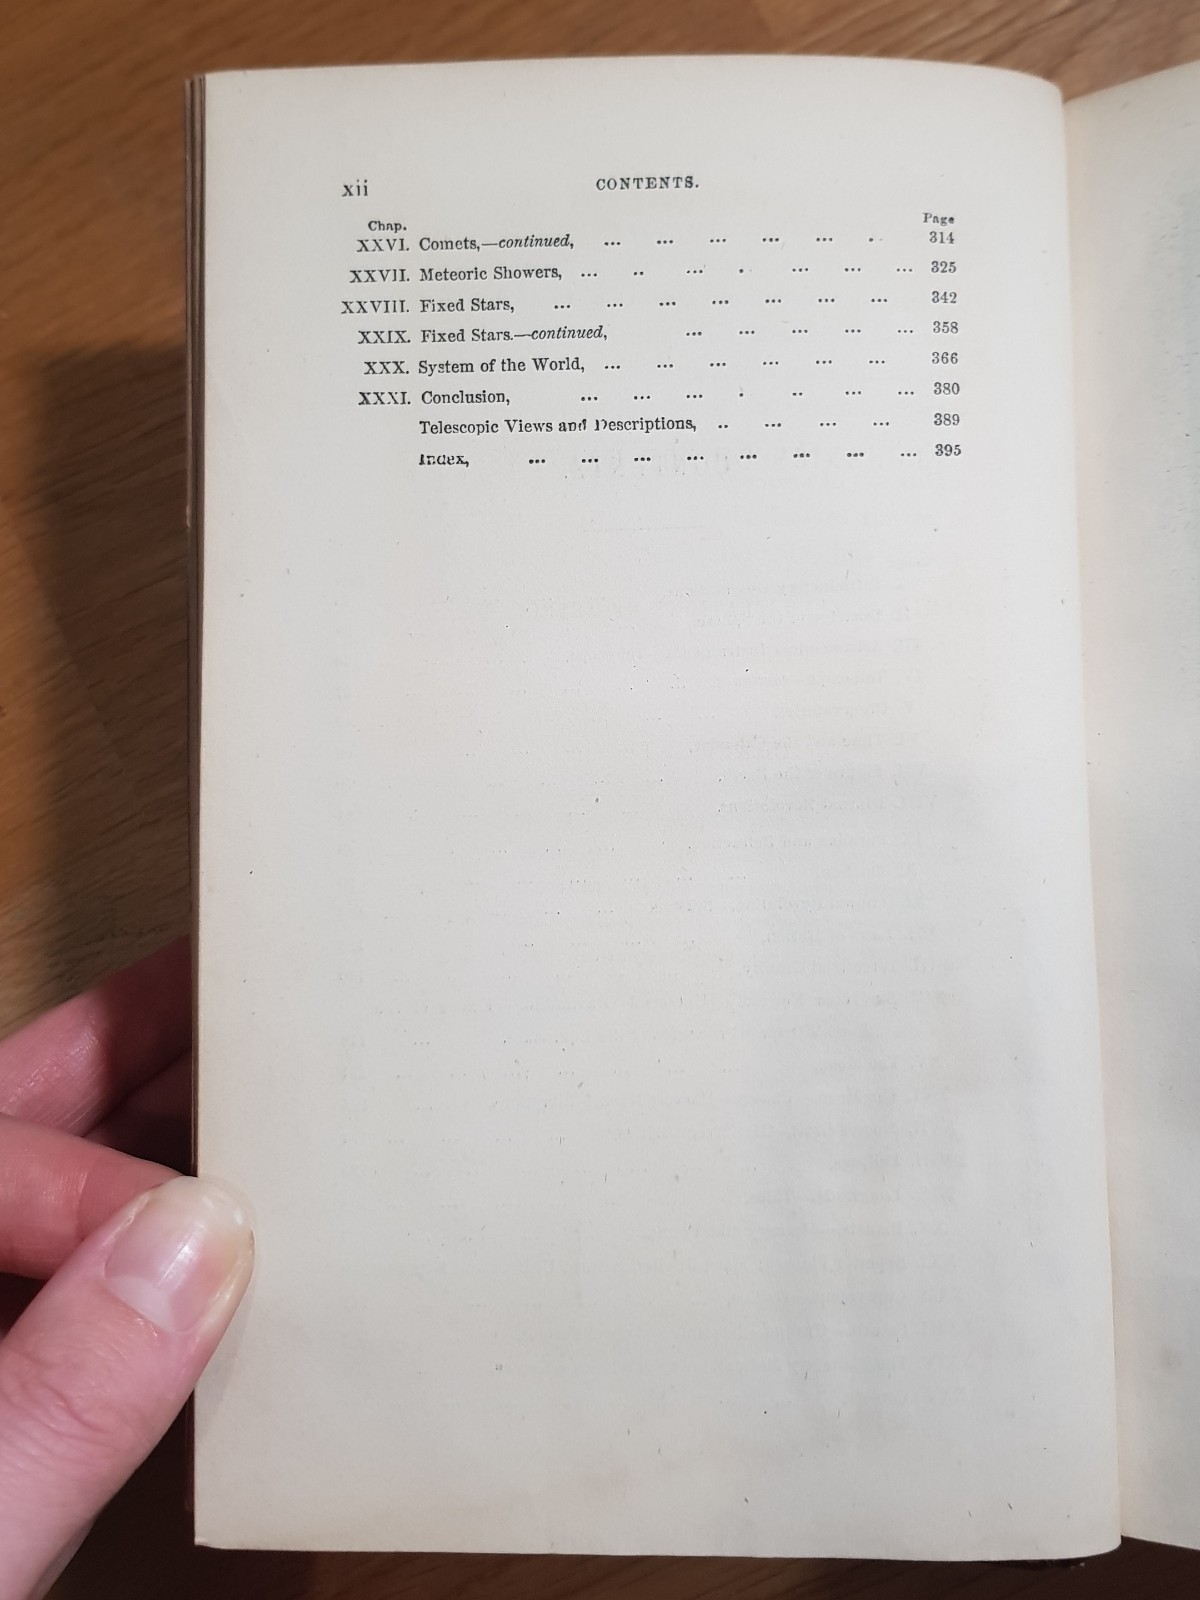 xii CONTENTS.
Chap. Page
XXVI. Comets,—continued, ... ... ... ... ... . . 314
XXVII. Meteoric Showers, ... .. ... . ... ... ... 325
XXVIII. Fixed Stars, ... ... ... ... ... ... ... 342
XXIX. Fixed Stars.—continued, ... ... ... ... ... 358
XXX. System of the World, ... ... ... ... ... ... 366
XXXI. Conclusion, ... ... ... . .. ... ... 380
Telescopic Views and Descriptions, .. ... ... ... 389
Index, ... ... ... ... ... ... ... ... 395